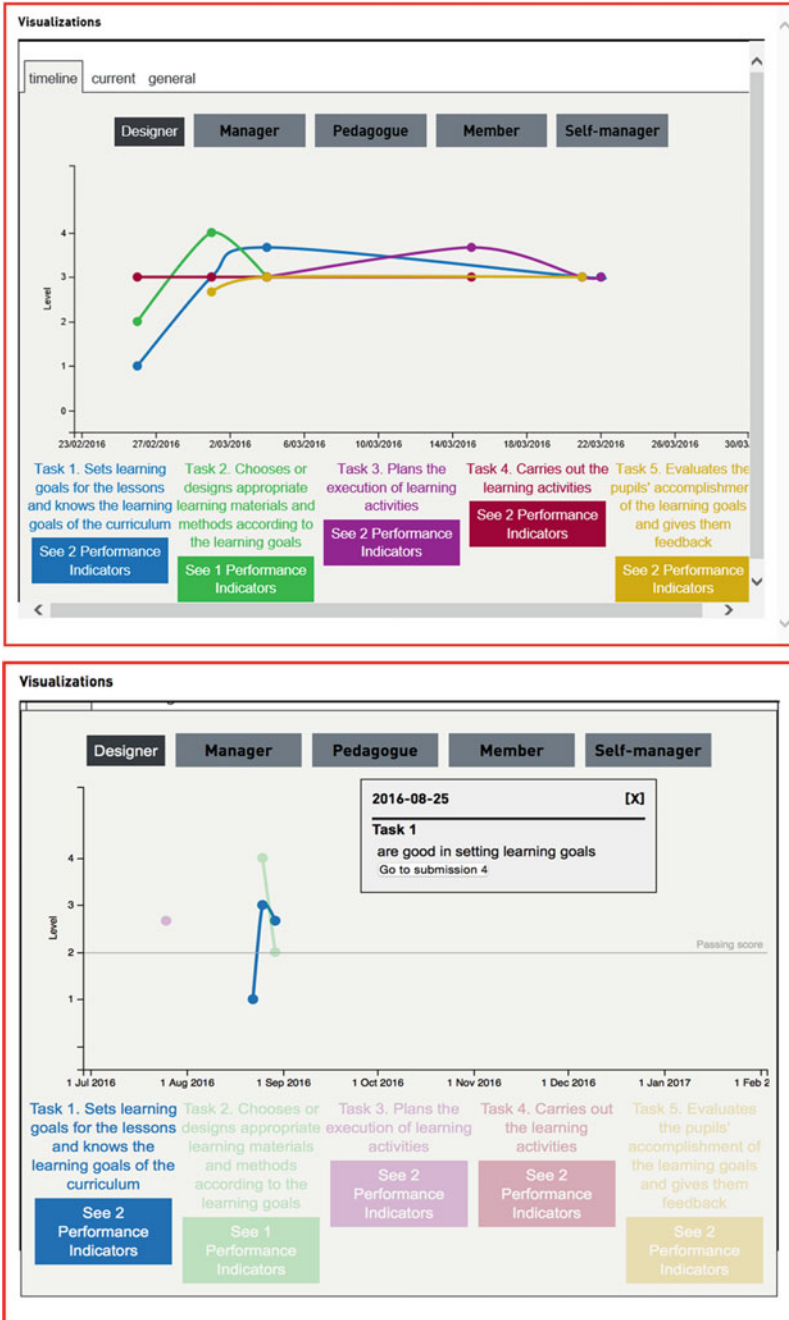 Visualizations
timeline current general
Designer Manager Pedagogue Member Self-manager
Level
4
3
2
1
0
23/02/2016 27/02/2016 2/03/2016 6/03/2016 10/03/2016 14/03/2016 18/03/2016 22/03/2016 26/03/2016 30/03.
Task 1. Sets learning
goals for the lessons
and knows the learning
goals of the curriculum
See 2 Performance
Indicators
Task 2. Chooses or
designs appropriate
learning materials and
methods according to
the learning goals
See 1 Performance
Indicators
Task 3. Plans the
execution of learning
activities
See 2 Performance
Indicators
Task 4. Carries out the
learning activities
See 2 Performance
Indicators
Task 5. Evaluates the
pupils' accomplishmen
of the learning goals
and gives them
feedback
See 2 Performance
Indicators
Visualizations
Designer Manager Pedagogue Member Self-manager
2016-08-25 [X]
Task 1
are good in setting learning goals
Go to submission 4
Level
4
3
2
1
Passing score
1 Jul 2016 1 Aug 2016 1 Sep 2016 1 Oct 2016 1 Nov 2016 1 Dec 2016 1 Jan 2017 1 Feb 2
Task 1. Sets learning
goals for the lessons
and knows the
learning goals of the
curriculum
See 2
Performance
Indicators
Task 2. Chooses or
designs appropriate
learning materials
and methods
according to the
learning goals
See 1
Performance
Indicators
Task 3. Plans the
execution of learning
activities
See 2
Performance
Indicators
Task 4. Carries out
the learning
activities
See 2
Performance
Indicators
Task 5. Evaluates
the pupils'
accomplishment of
the learning goals
and gives them
feedback
See 2
Performance
Indicators